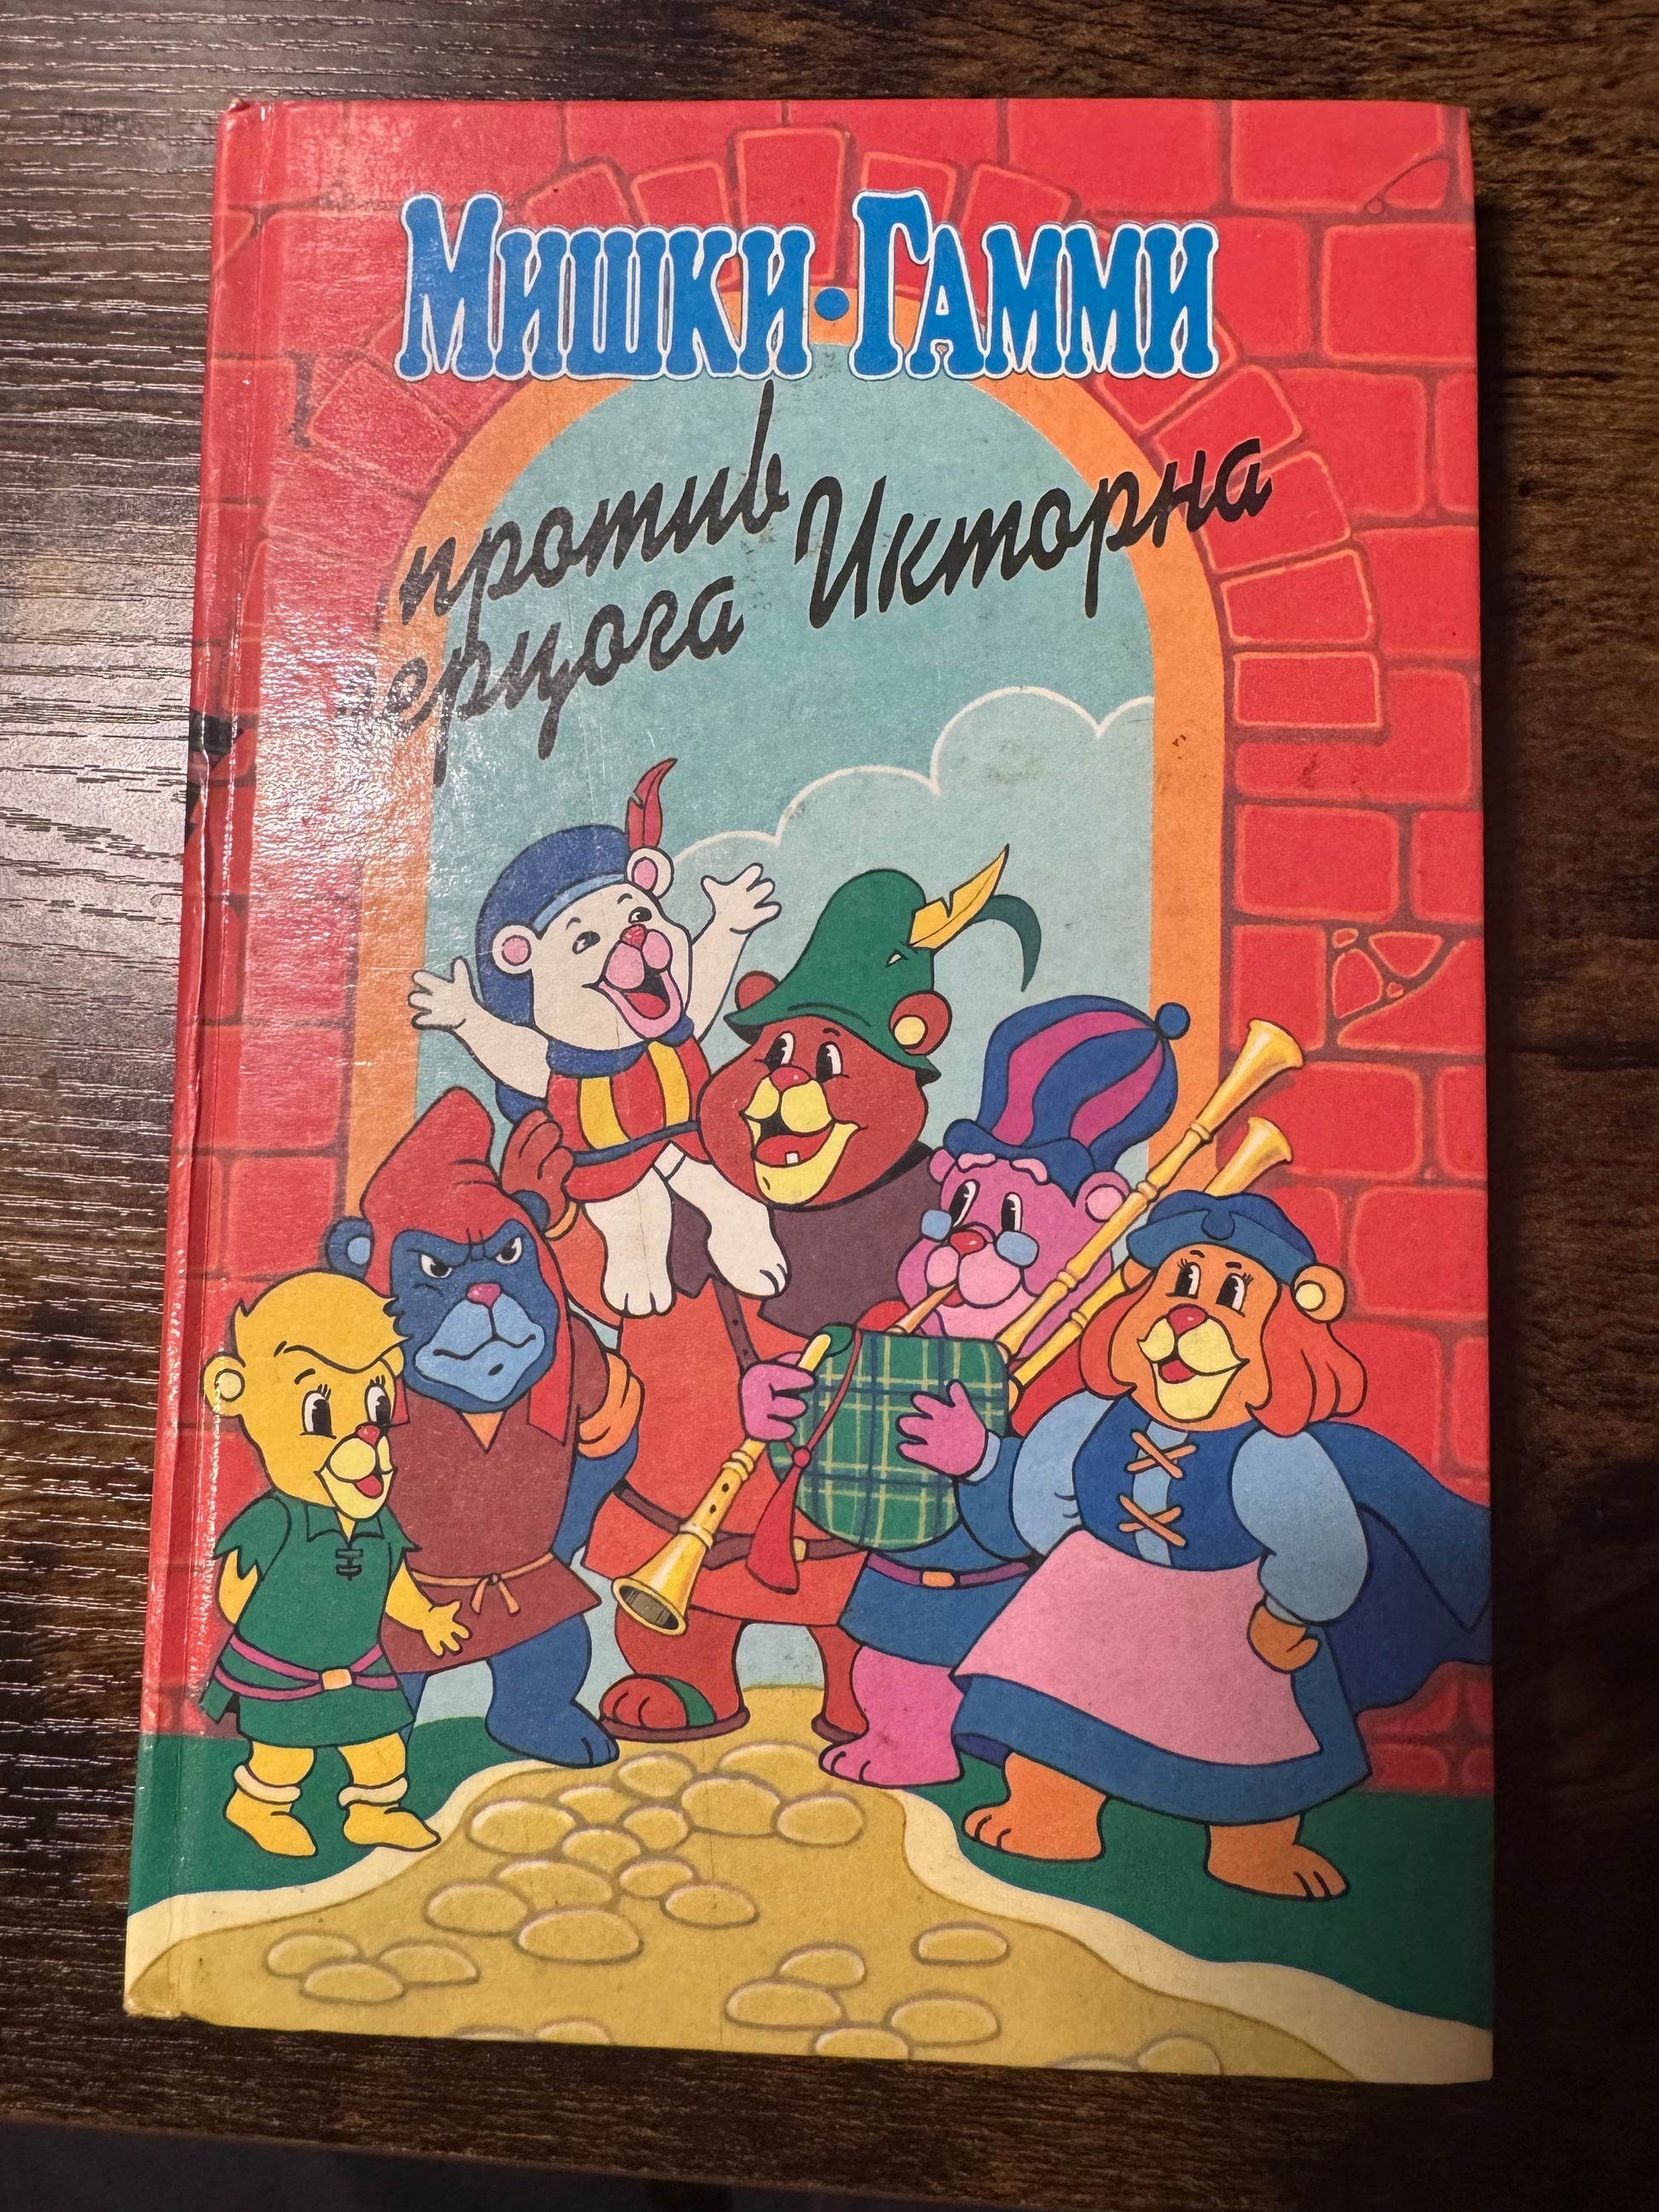 Мишки·Гамми
против
герцога Икторна